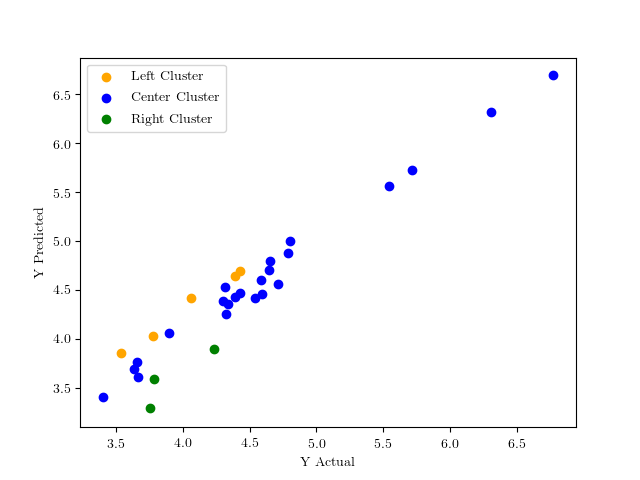 Left Cluster
Center Cluster
Right Cluster
6.5
6.0
5.5
5.0
4.5
4.0
3.5
Y Predicted
3.5 4.0 4.5 5.0 5.5 6.0 6.5
Y Actual